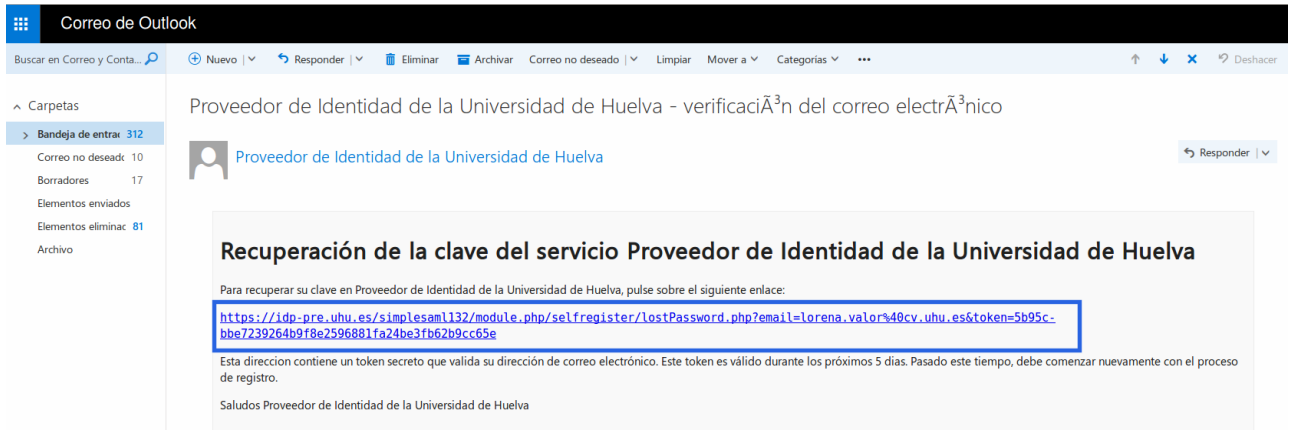 Correo de Outlook
Buscar en Correo y Conta...
Nuevo
Responder
Eliminar
Archivar
Correo no deseado
Limpiar
Mover a
Categorías
Deshacer
Carpetas
Bandeja de entrac 312
Correo no deseadc 10
Borradores 17
Elementos enviados
Elementos eliminac 81
Archivo
Proveedor de Identidad de la Universidad de Huelva - verificaciÃ³n del correo electrÃ³nico
Proveedor de Identidad de la Universidad de Huelva
Responder
Recuperación de la clave del servicio Proveedor de Identidad de la Universidad de Huelva
Para recuperar su clave en Proveedor de Identidad de la Universidad de Huelva, pulse sobre el siguiente enlace:
https://idp-pre.uhu.es/simplesaml132/module.php/selfregister/lostPassword.php?email=lorena.valor%40cv.uhu.es&token=5b95c-
bbe7239264b9f8e2596881fa24be3fb62b9cc65e
Esta direccion contiene un token secreto que valida su dirección de correo electrónico. Este token es válido durante los próximos 5 dias. Pasado este tiempo, debe comenzar nuevamente con el proceso
de registro.
Saludos Proveedor de Identidad de la Universidad de Huelva